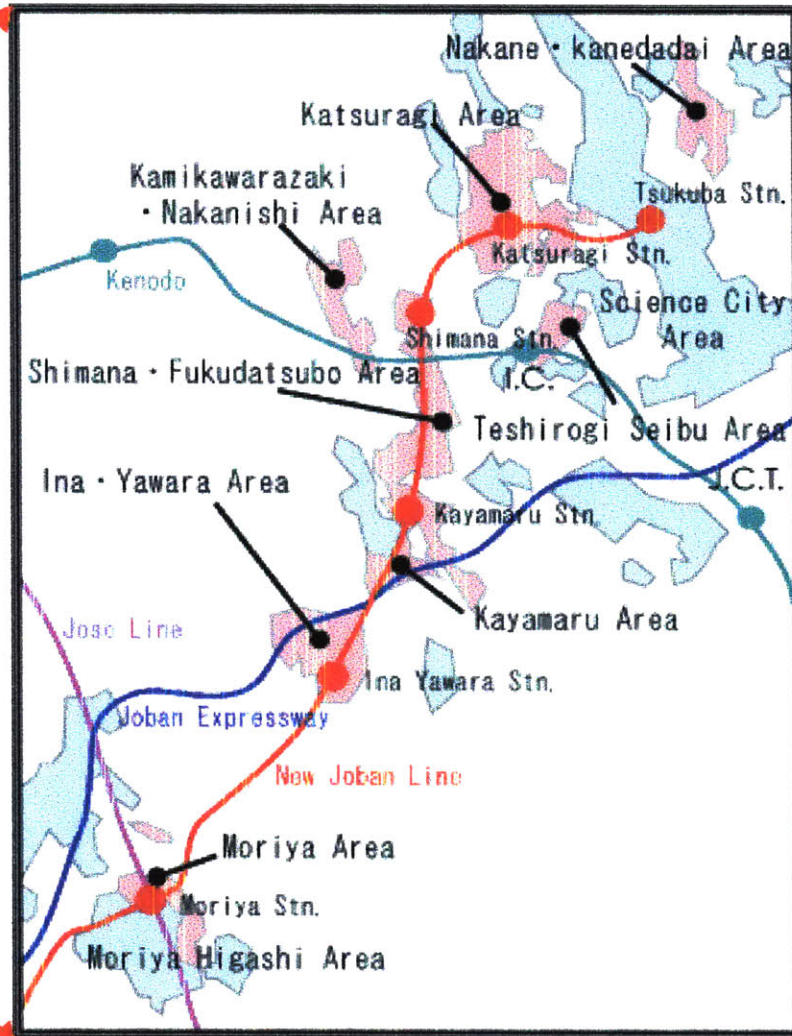 Nakane・kanedadai Area
Katsuragi Area
Kamikawarazaki
・Nakanishi Area
Tsukuba Stn.
Katsuragi Stn.
Kenodo
Science City
Area
Shimana Stn.
Shimana・Fukudatsubo Area
I.C.
Teshirogi Seibu Area
Ina・Yawara Area
J.C.T.
Kayamaru Stn.
Joso Line
Kayamaru Area
Ina Yawara Stn.
Joban Expressway
New Joban Line
Moriya Area
Moriya Stn.
Moriya Higashi Area